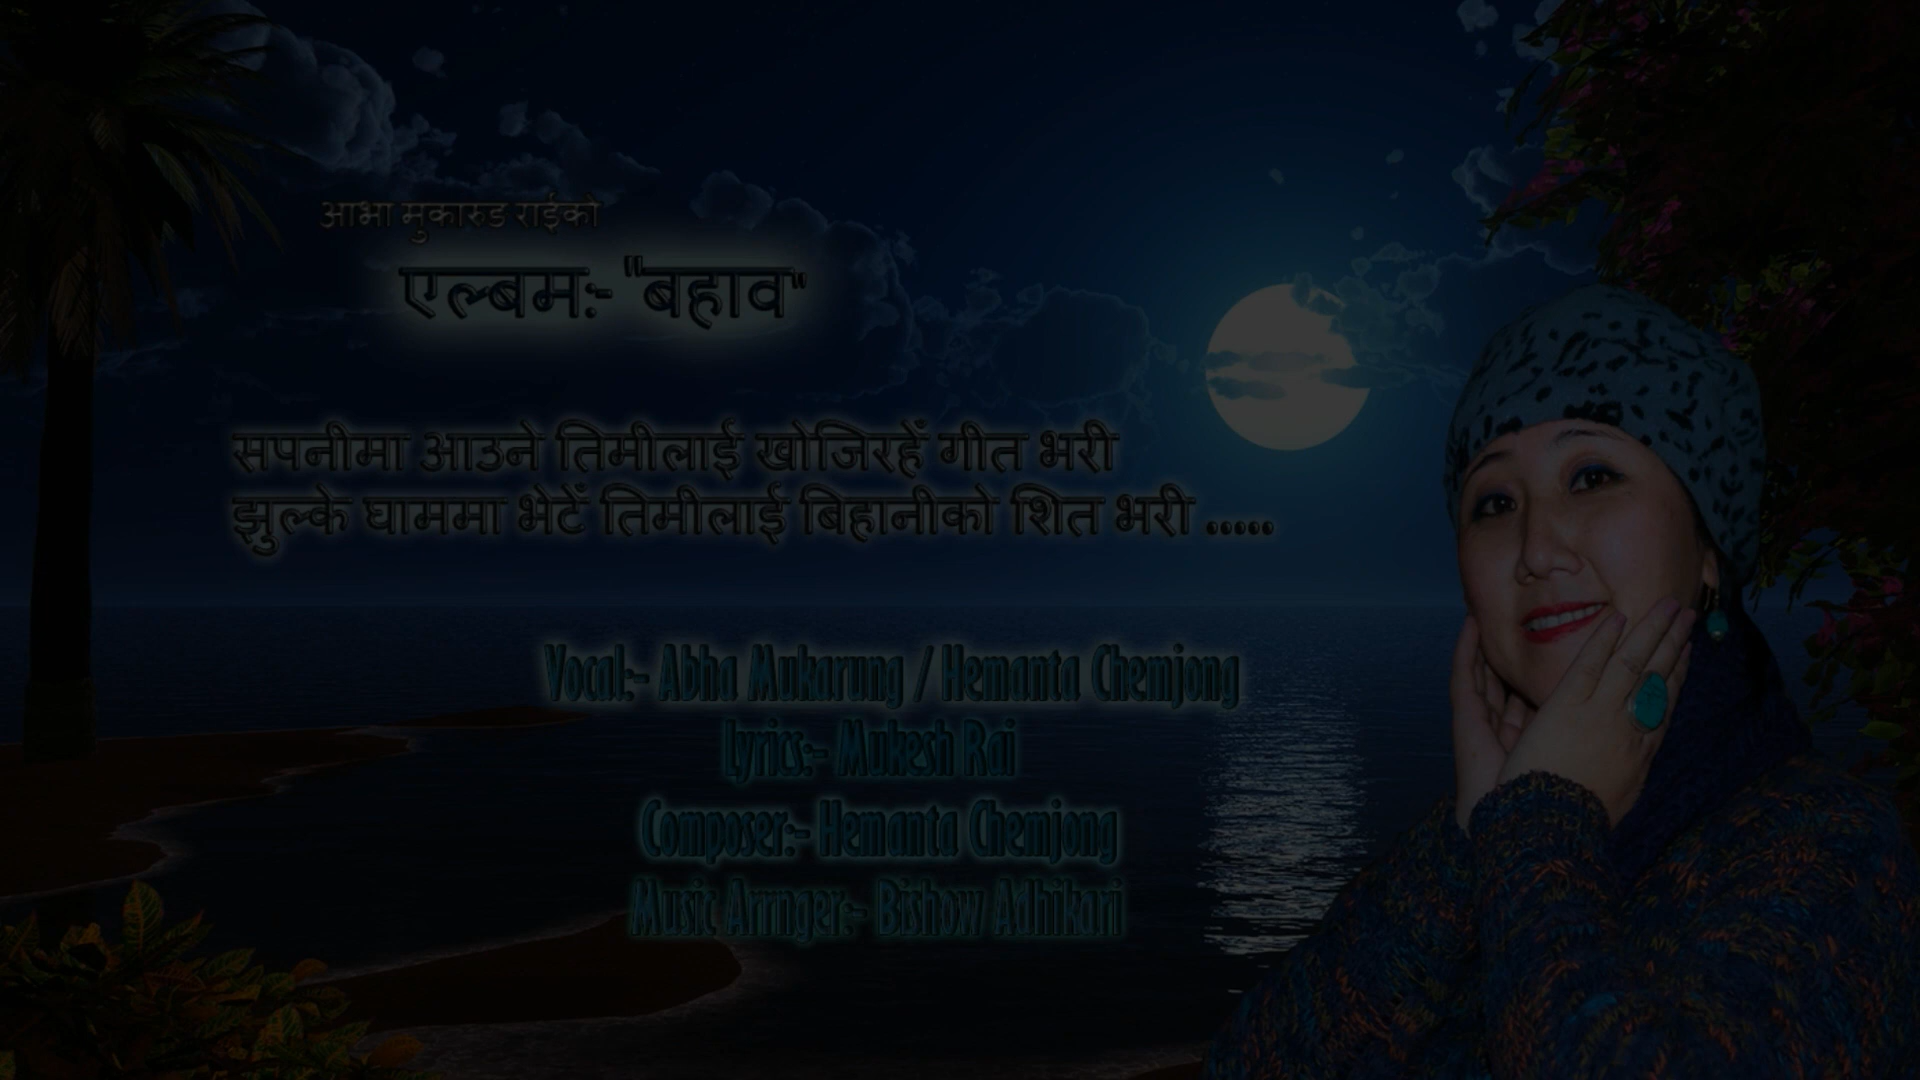 आभा मुकारुङ राईको
एल्बमः- "बहाव"
सपनीमा आउने तिमीलाई खोजिरहें गीत भरी
झुल्के घाममा भेटेँ तिमीलाई बिहानीको शित भरी .....
Vocal:- Abha Mukarung / Hemanta Chemjong
Lyrics:- Mukesh Rai
Composer:- Hemanta Chemjong
Music Arrnger:- Bishow Adhikari